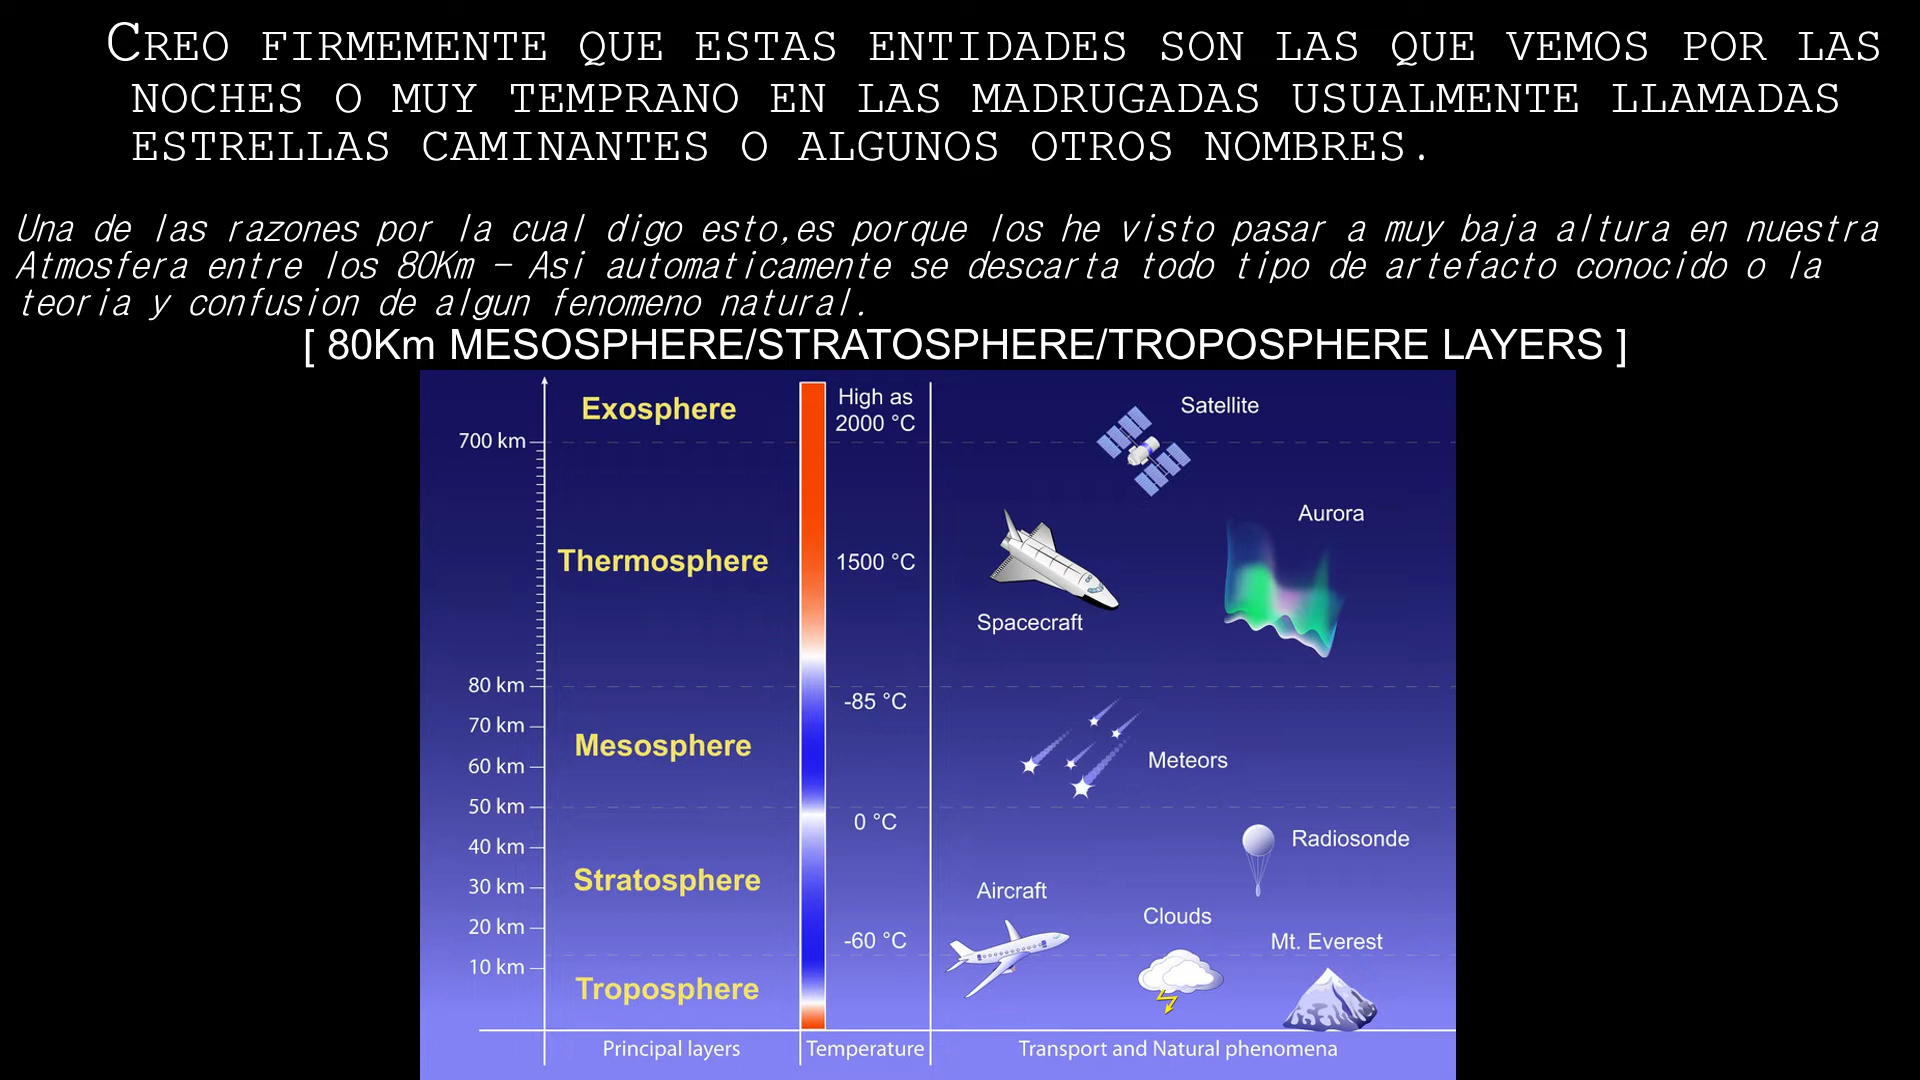 CREO FIRMEMENTE QUE ESTAS ENTIDADES SON LAS QUE VEMOS POR LAS
NOCHES O MUY TEMPRANO EN LAS MADRUGADAS USUALMENTE LLAMADAS
ESTRELLAS CAMINANTES O ALGUNOS OTROS NOMBRES.
Una de las razones por la cual digo esto,es porque los he visto pasar a muy baja altura en nuestra
Atmosfera entre los 80Km - Asi automaticamente se descarta todo tipo de artefacto conocido o la
teoria y confusion de algun fenomeno natural.
[ 80Km MESOSPHERE/STRATOSPHERE/TROPOSPHERE LAYERS ]
Exosphere
High as
2000 °C
Satellite
700 km
Aurora
Thermosphere
1500 °C
Spacecraft
80 km
-85 °C
70 km
Mesosphere
Meteors
60 km
50 km
0 °C
Radiosonde
40 km
Stratosphere
30 km
Aircraft
Clouds
20 km
-60 °C
Mt. Everest
10 km
Troposphere
Principal layers
Temperature
Transport and Natural phenomena